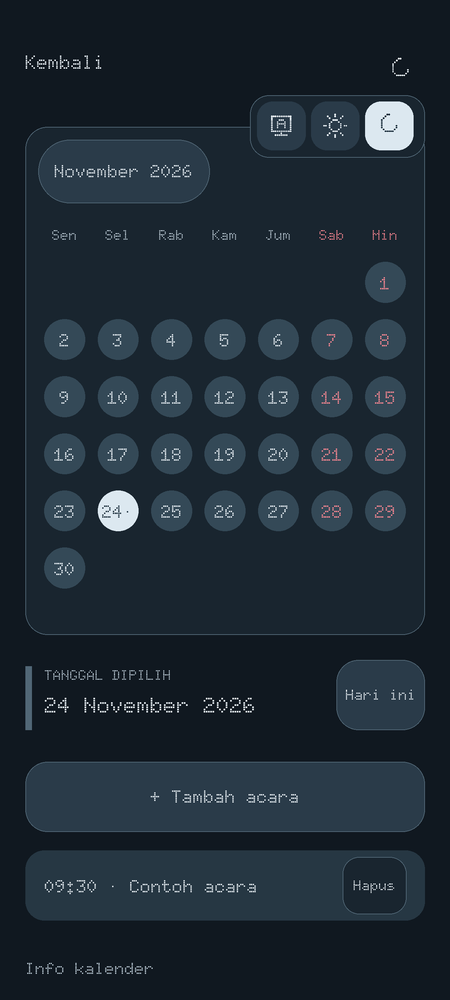 Kembali
A
November 2026
Sen Sel Rab Kam Jum Sab Min
1
2 3 4 5 6 7 8
9 10 11 12 13 14 15
16 17 18 19 20 21 22
23 24· 25 26 27 28 29
30
TANGGAL DIPILIH
24 November 2026
Hari ini
+ Tambah acara
09:30 · Contoh acara
Hapus
Info kalender